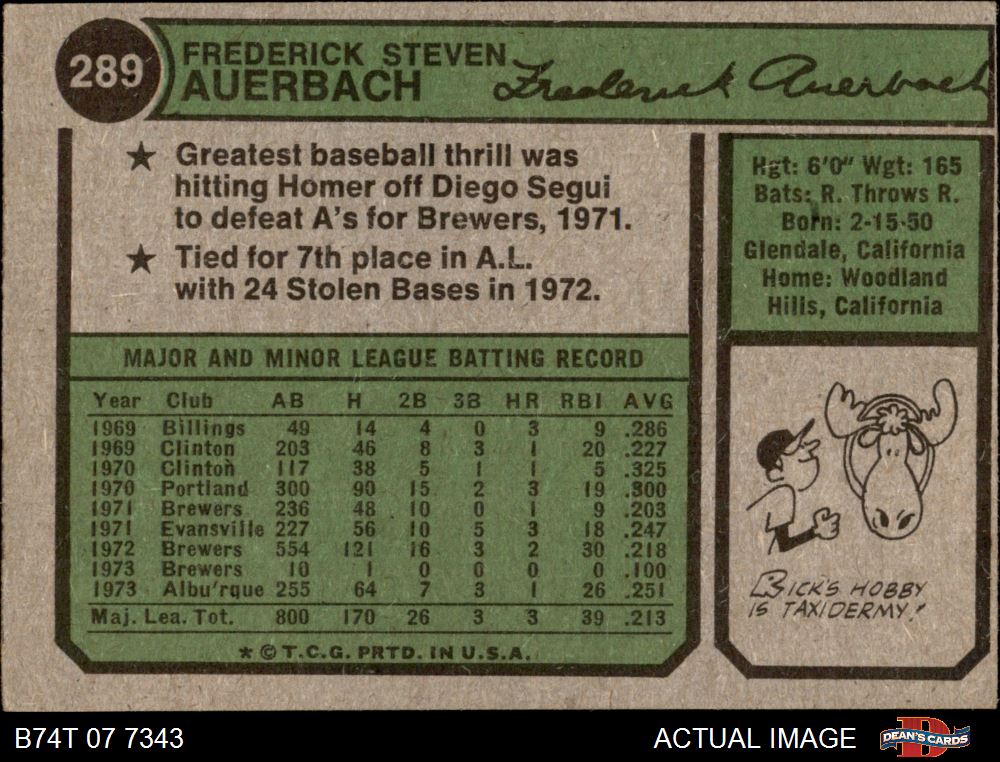 289
FREDERICK STEVEN
AUERBACH
Frederick Auerbach
★ Greatest baseball thrill was
hitting Homer off Diego Segui
to defeat A's for Brewers, 1971.
★ Tied for 7th place in A.L.
with 24 Stolen Bases in 1972.
Hgt: 6'0" Wgt: 165
Bats: R. Throws R.
Born: 2-15-50
Glendale, California
Home: Woodland
Hills, California
MAJOR AND MINOR LEAGUE BATTING RECORD
Year Club AB H 2B 3B HR RBI AVG
1969 Billings 49 14 4 0 3 9 .286
1969 Clinton 203 46 8 3 1 20 .227
1970 Clinton 117 38 5 1 1 5 .325
1970 Portland 300 90 15 2 3 19 .300
1971 Brewers 236 48 10 0 1 9 .203
1971 Evansville 227 56 10 5 3 18 .247
1972 Brewers 554 121 16 3 2 30 .218
1973 Brewers 10 1 0 0 0 0 .100
1973 Albu'rque 255 64 7 3 1 26 .251
Maj. Lea. Tot. 800 170 26 3 3 39 .213
* © T.C.G. PRTD. IN U.S.A.
RICK'S HOBBY
IS TAXIDERMY!
B74T 07 7343
ACTUAL IMAGE
D
DEAN'S CARDS